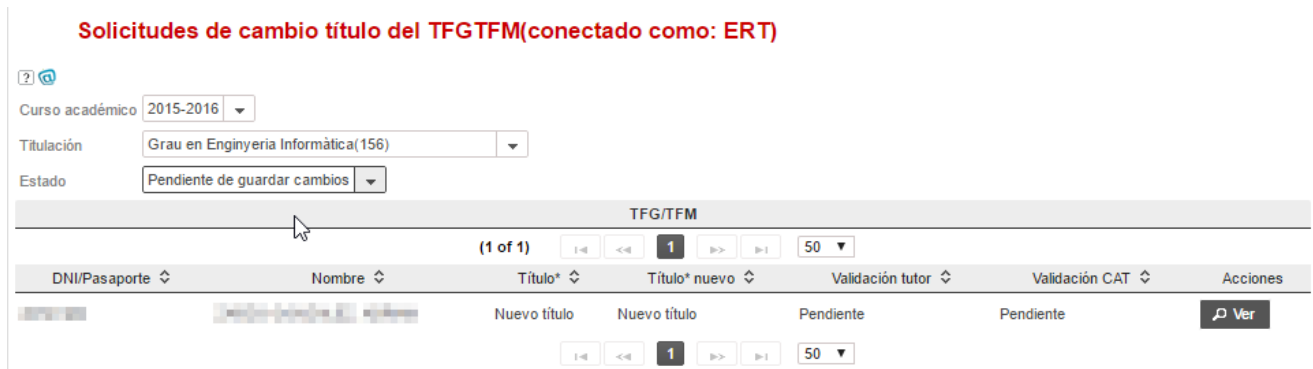 Solicitudes de cambio título del TFGTFM(conectado como: ERT)
?
Curso académico 2015-2016
Titulación Grau en Enginyeria Informàtica(156)
Estado Pendiente de guardar cambios
TFG/TFM
(1 of 1) 1 50
DNI/Pasaporte Nombre Título* Título* nuevo Validación tutor Validación CAT Acciones
Nuevo título Nuevo título Pendiente Pendiente Ver
1 50